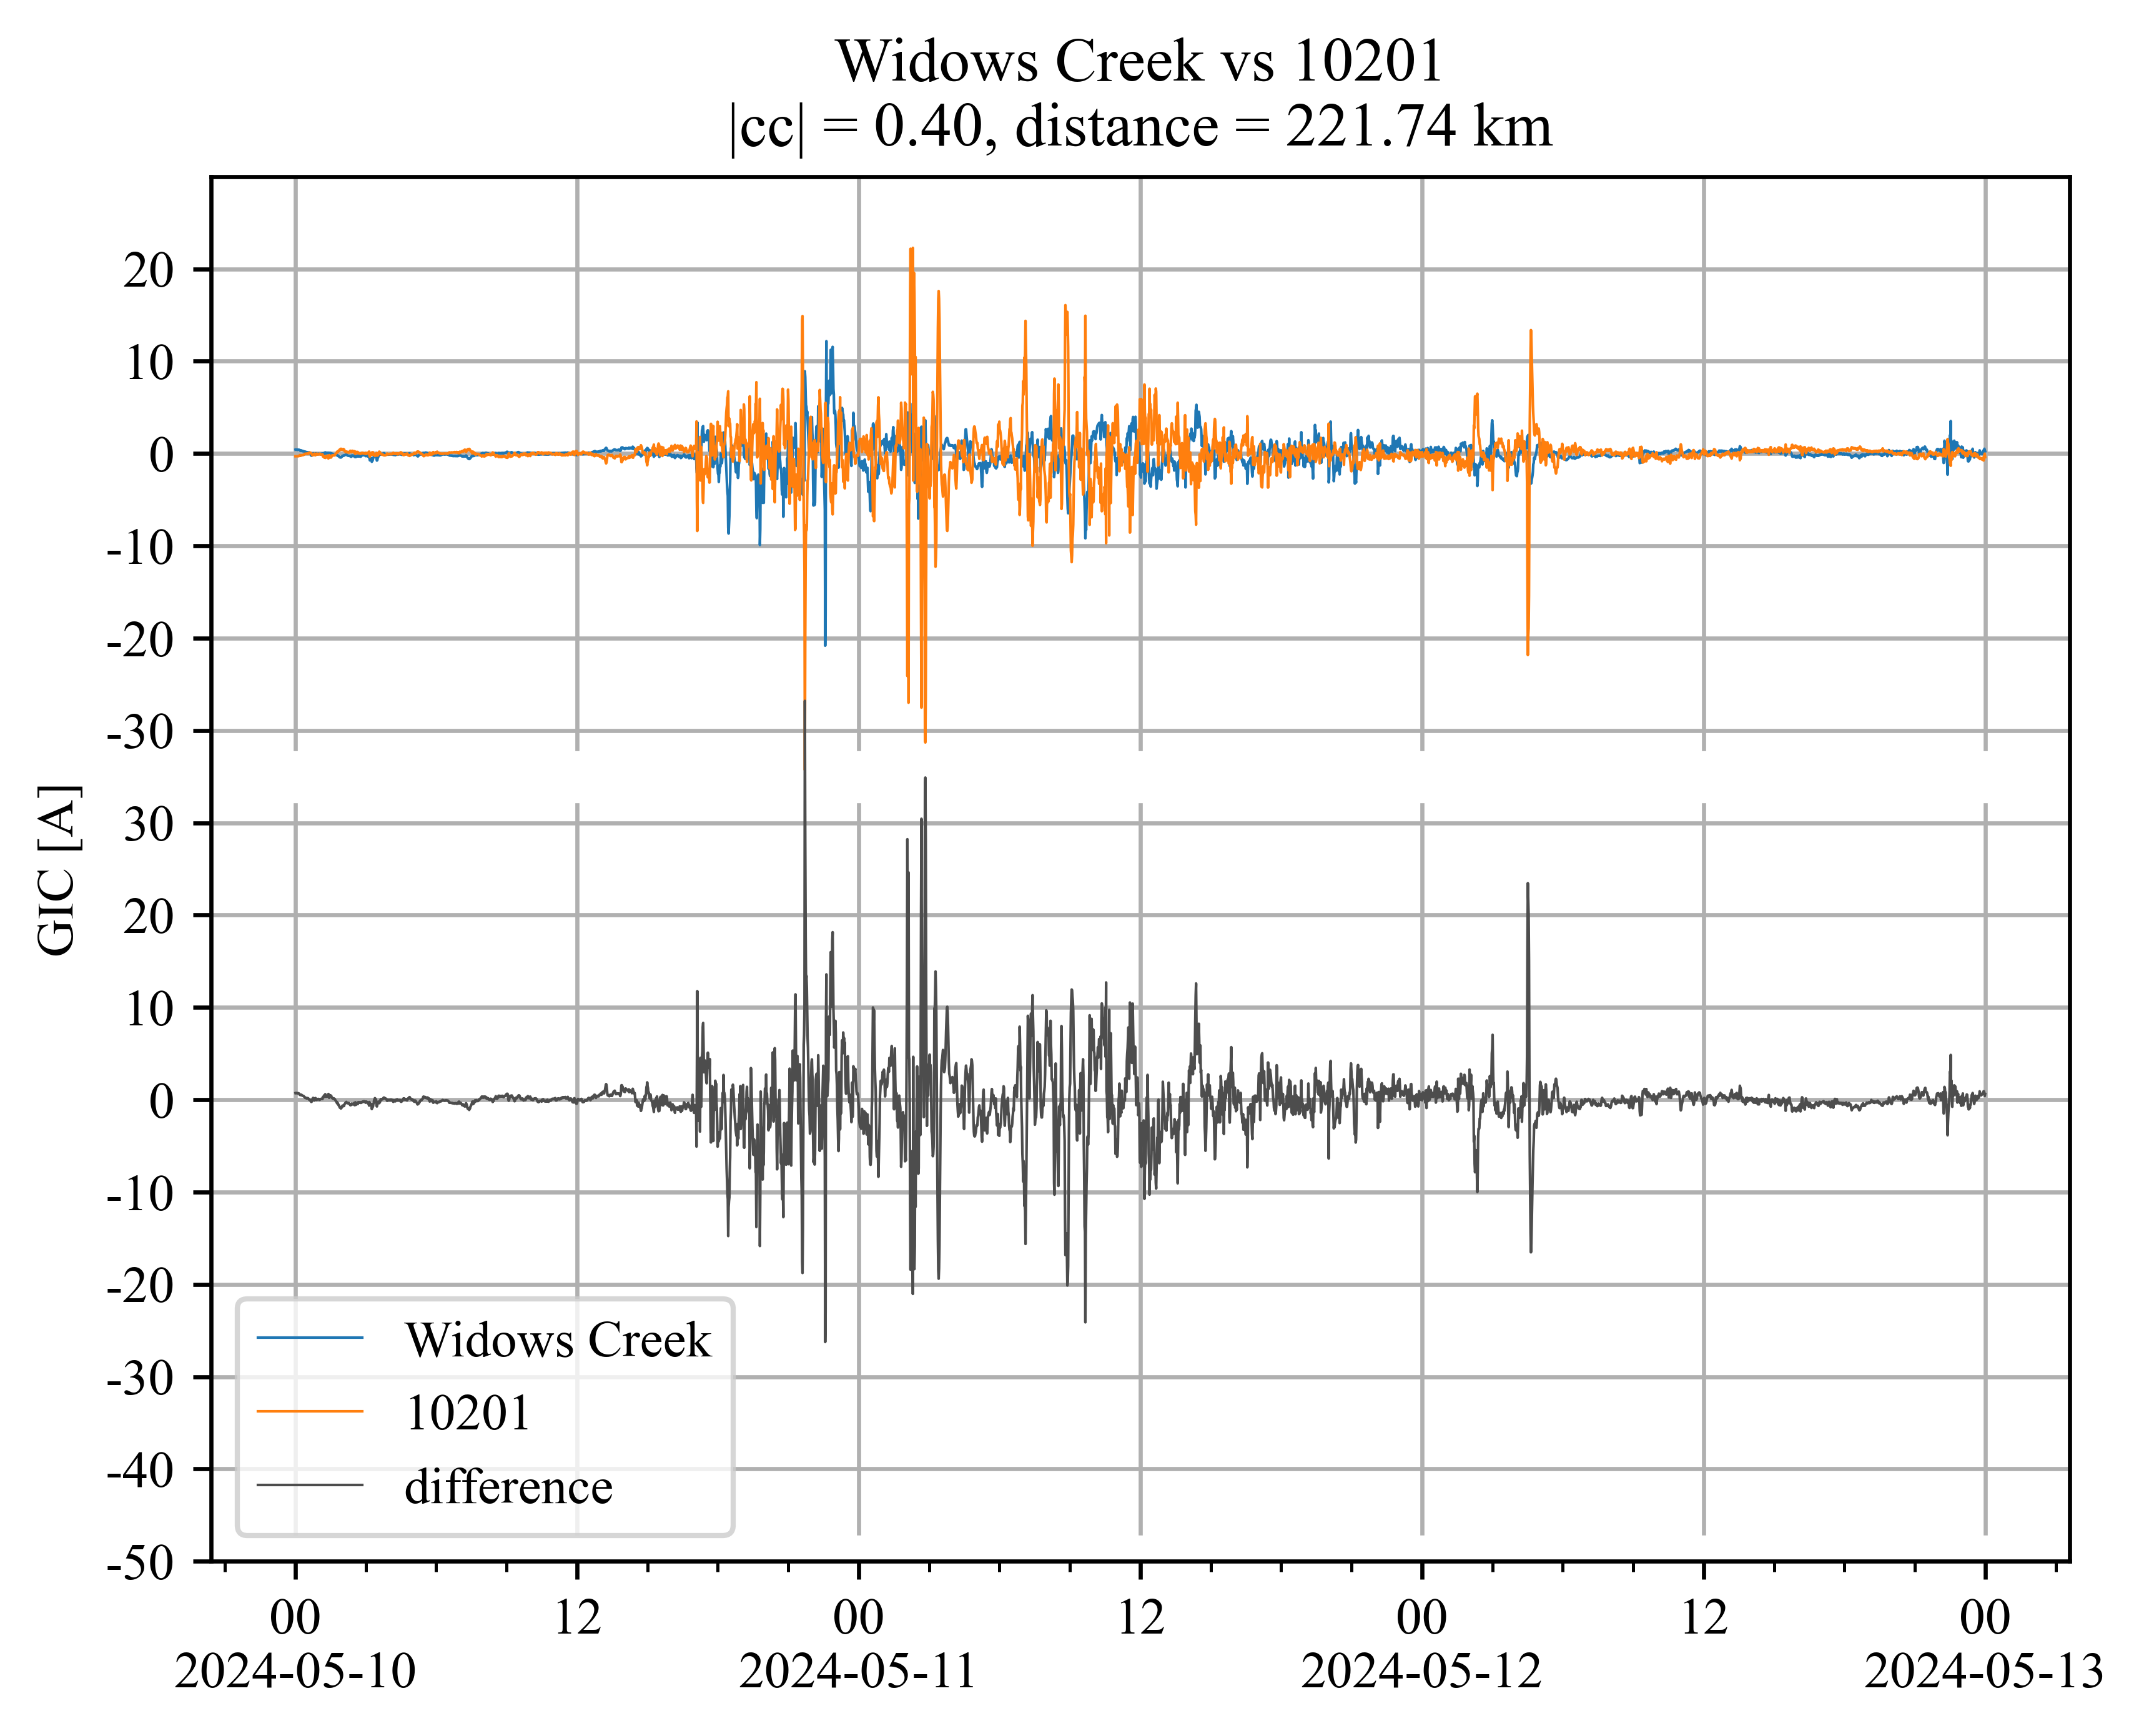 Widows Creek vs 10201
|cc| = 0.40, distance = 221.74 km
GIC [A]
20
10
0
-10
-20
-30
30
20
10
0
-10
-20
-30
-40
-50
Widows Creek
10201
difference
00 12 00 12 00 12 00
2024-05-10 2024-05-11 2024-05-12 2024-05-13